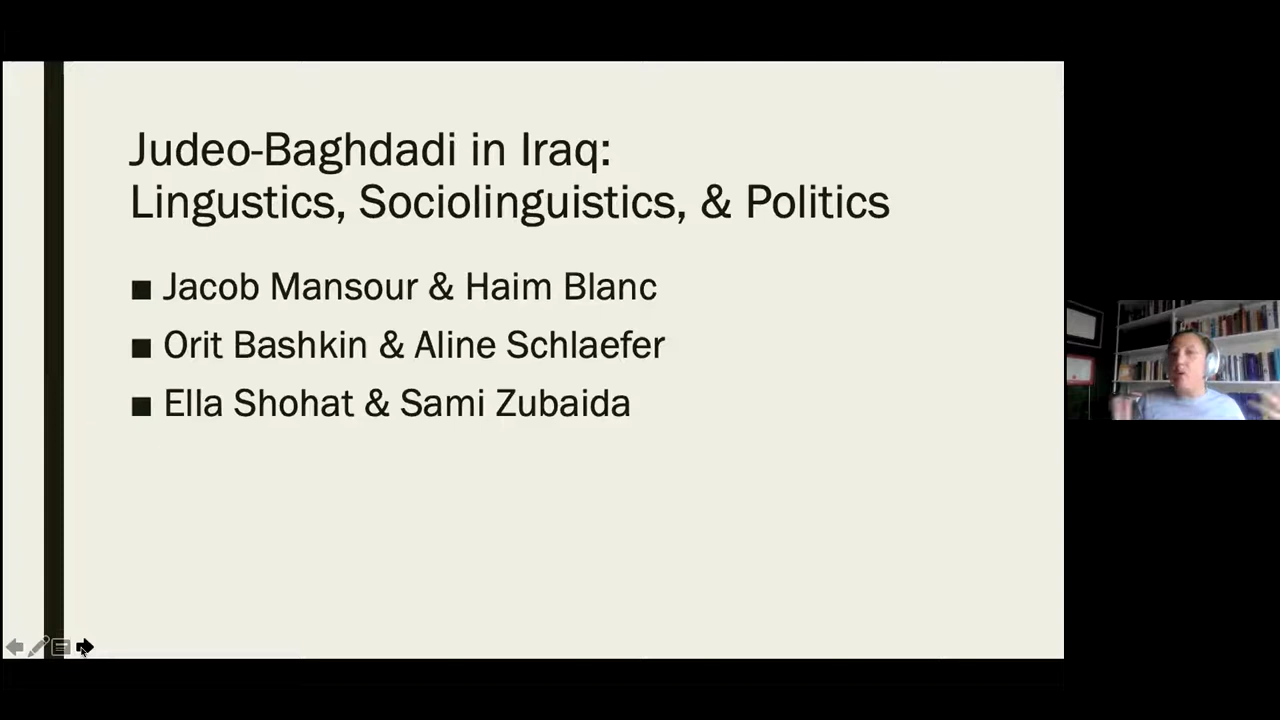 Judeo-Baghdadi in Iraq:
Lingustics, Sociolinguistics, & Politics
■ Jacob Mansour & Haim Blanc
■ Orit Bashkin & Aline Schlaefer
■ Ella Shohat & Sami Zubaida